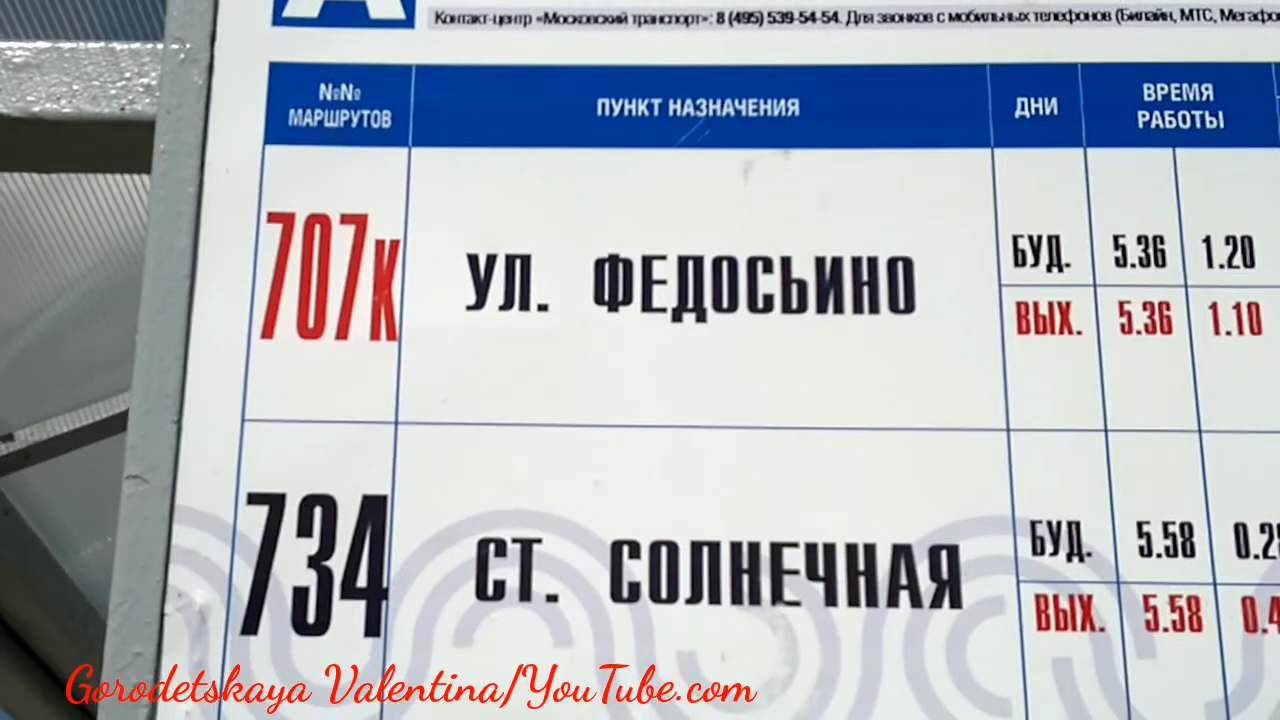 Контакт-центр «Московский транспорт»: 8 (495) 539-54-54. Для звонков с мобильных телефонов (Билайн, МТС,
№№ МАРШРУТОВ ПУНКТ НАЗНАЧЕНИЯ ДНИ ВРЕМЯ РАБОТЫ
707к УЛ. ФЕДОСЬИНО БУД. 5.36 1.20
ВЫХ. 5.36 1.10
734 СТ. СОЛНЕЧНАЯ БУД. 5.58
ВЫХ. 5.58
Gorodetskaya Valentina/YouTube.com